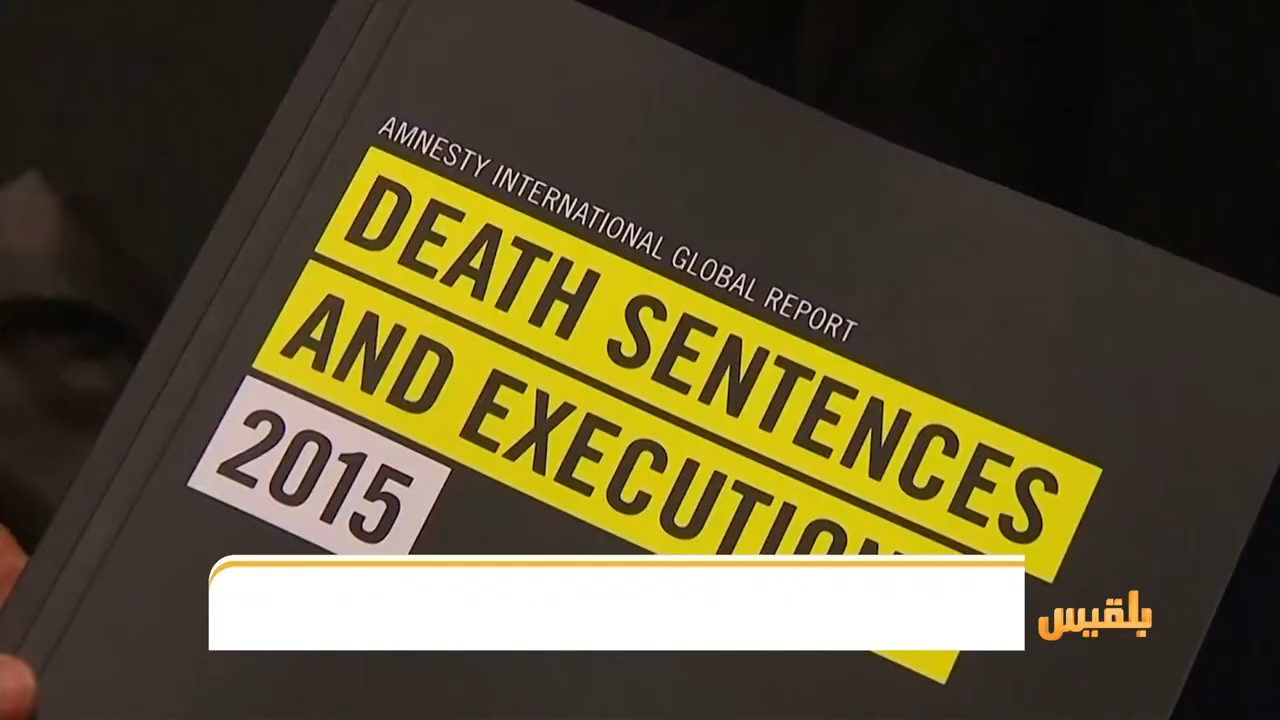 AMNESTY INTERNATIONAL GLOBAL REPORT
DEATH SENTENCES
AND EXECUTION
2015
بلقيس